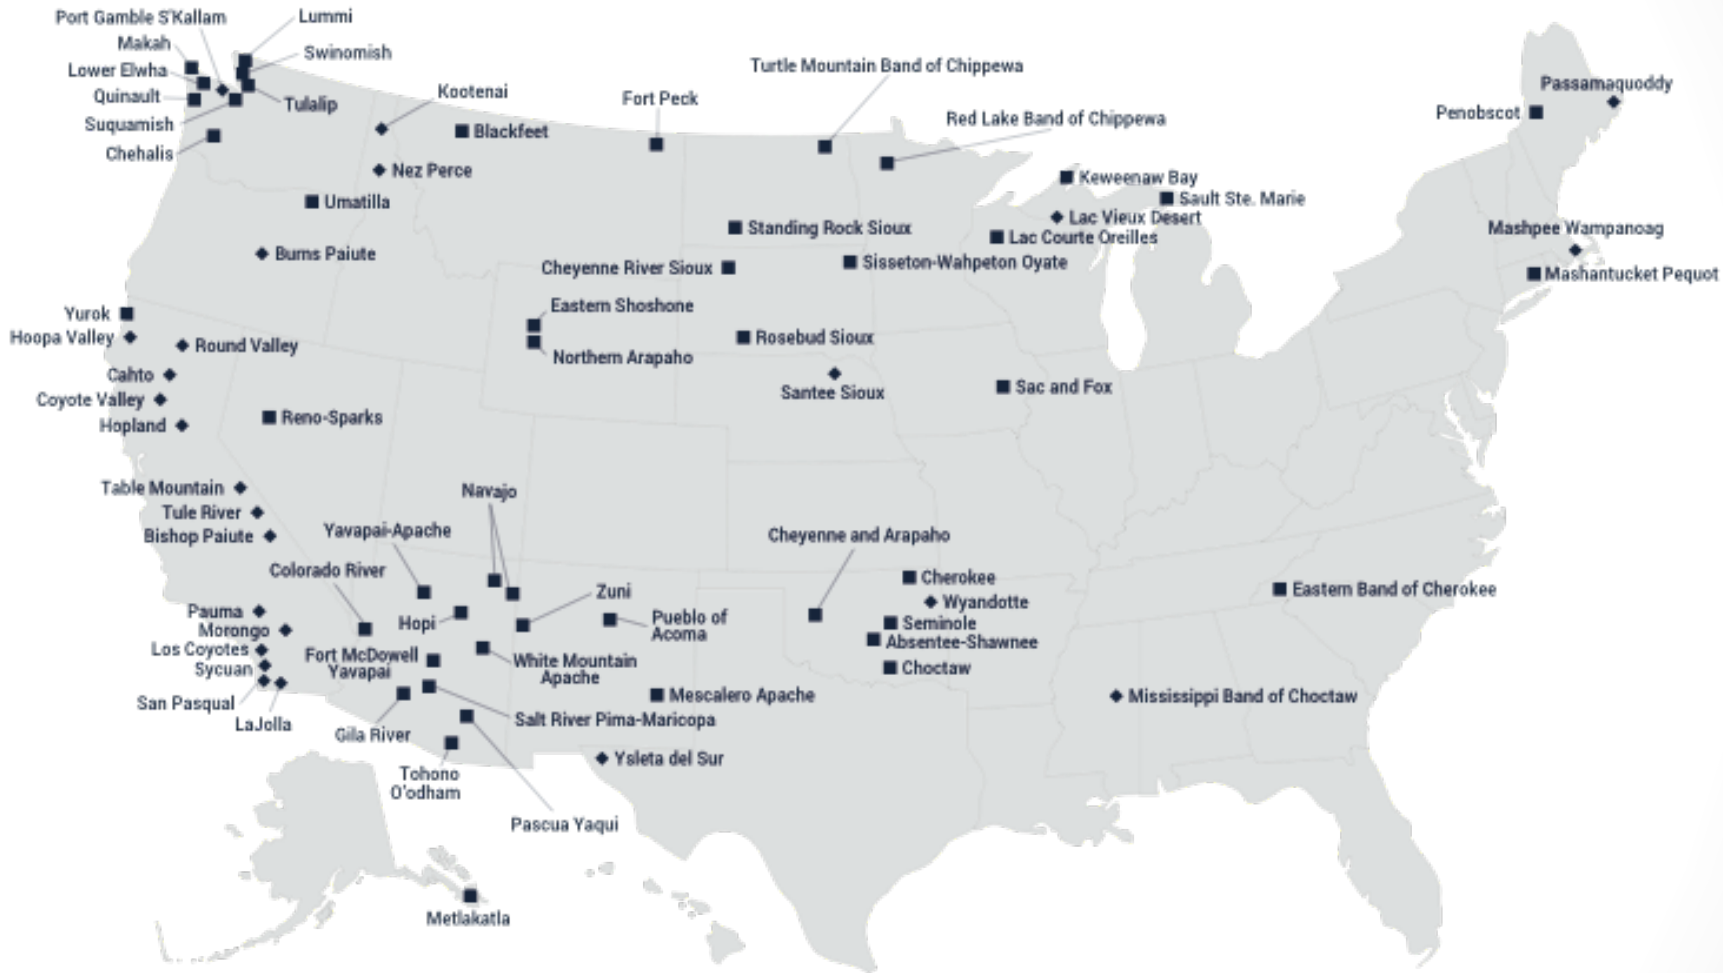 Port Gamble S'Kallam
Lummi
Makah
Swinomish
Lower Elwha
Quinault
Tulalip
Suquamish
Chehalis
Kootenai
Blackfeet
Nez Perce
Umatilla
Burns Paiute
Fort Peck
Turtle Mountain Band of Chippewa
Red Lake Band of Chippewa
Keweenaw Bay
Sault Ste. Marie
Lac Vieux Desert
Lac Courte Oreilles
Passamaquoddy
Penobscot
Mashpee Wampanoag
Mashantucket Pequot
Standing Rock Sioux
Sisseton-Wahpeton Oyate
Cheyenne River Sioux
Eastern Shoshone
Northern Arapaho
Rosebud Sioux
Santee Sioux
Sac and Fox
Yurok
Hoopa Valley
Round Valley
Cahto
Coyote Valley
Hopland
Reno-Sparks
Table Mountain
Tule River
Bishop Paiute
Navajo
Yavapai-Apache
Colorado River
Zuni
Hopi
Pueblo of
Acoma
Pauma
Morongo
Los Coyotes
Sycuan
San Pasqual
LaJolla
Fort McDowell
Yavapai
White Mountain
Apache
Mescalero Apache
Salt River Pima-Maricopa
Gila River
Tohono
O'odham
Pascua Yaqui
Ysleta del Sur
Cheyenne and Arapaho
Cherokee
Wyandotte
Seminole
Absentee-Shawnee
Choctaw
Eastern Band of Cherokee
Mississippi Band of Choctaw
Metlakatla